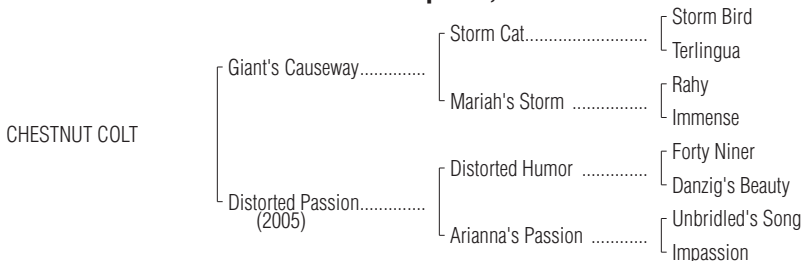 Storm Bird
Storm Cat........................
Terlingua
Giant's Causeway..............
Rahy
Mariah's Storm ................
Immense
CHESTNUT COLT
Forty Niner
Distorted Humor ..............
Danzig's Beauty
Distorted Passion..............
(2005)
Unbridled's Song
Arianna's Passion ............
Impassion